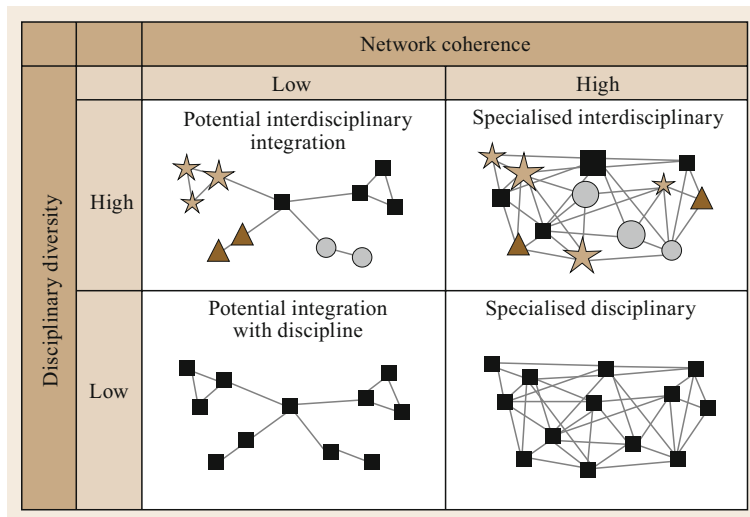 Network coherence
Low
High
Disciplinary diversity
High
Potential interdisciplinary
integration
Specialised interdisciplinary
Low
Potential integration
with discipline
Specialised disciplinary